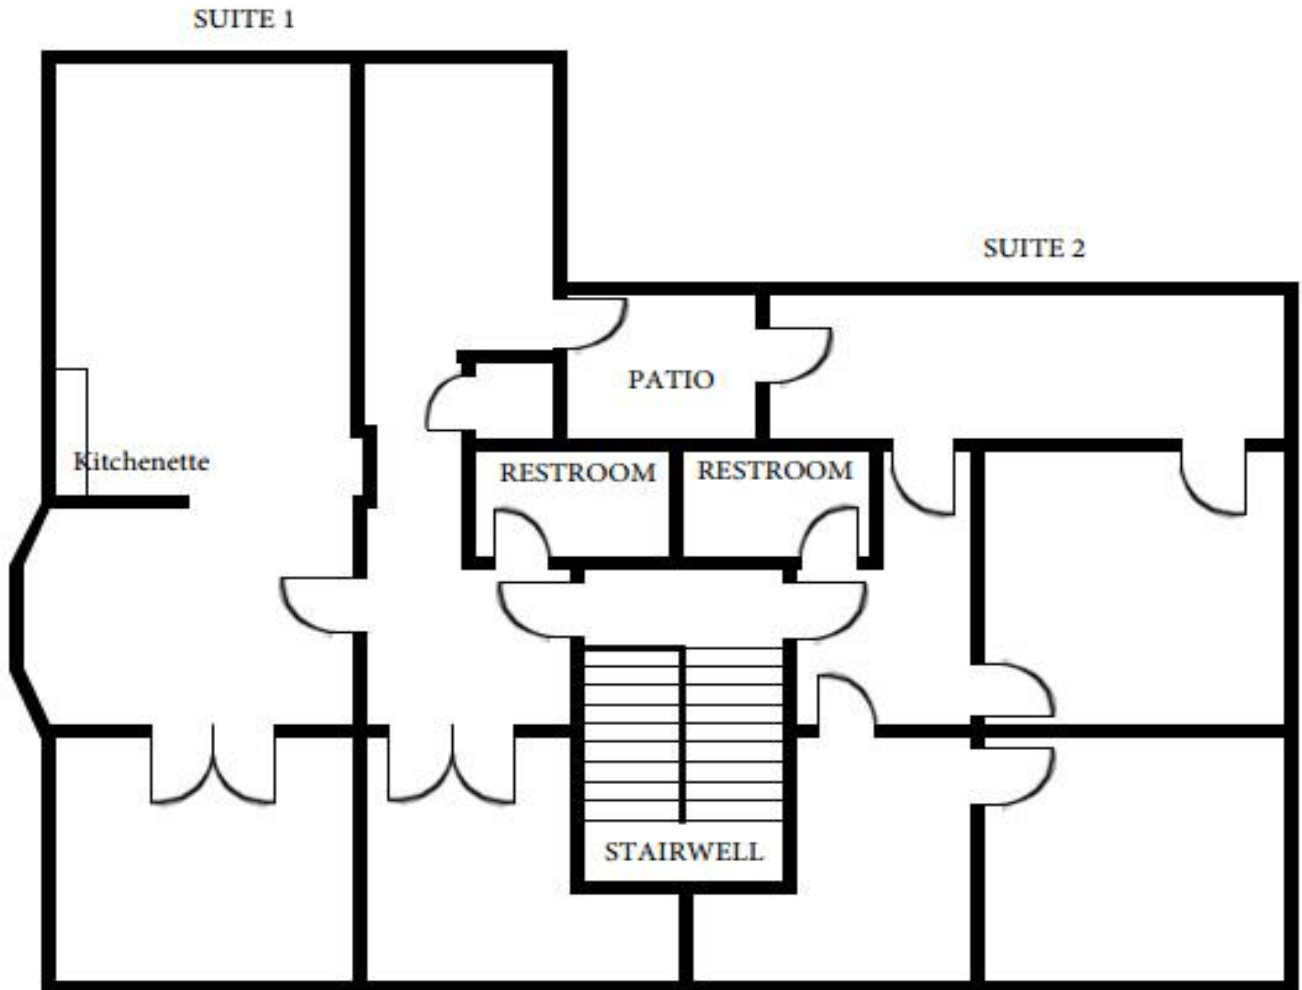 SUITE 1
SUITE 2
PATIO
Kitchenette
RESTROOM
RESTROOM
STAIRWELL